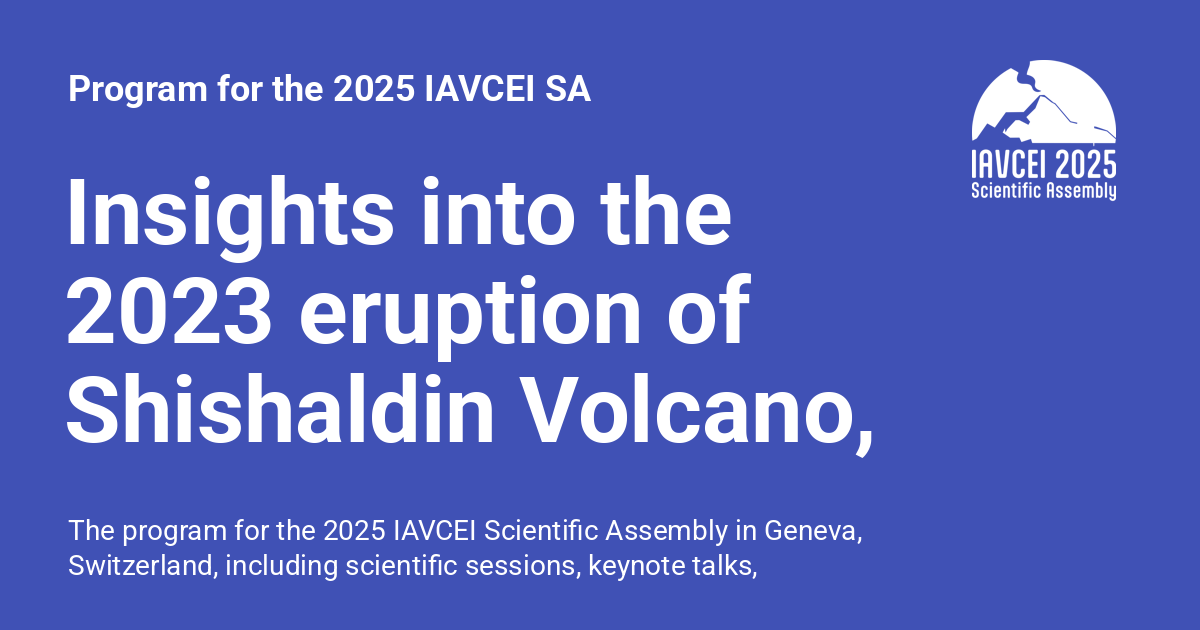 Program for the 2025 IAVCEI SA
IAVCEI 2025
Scientific Assembly
Insights into the
2023 eruption of
Shishaldin Volcano,
The program for the 2025 IAVCEI Scientific Assembly in Geneva,
Switzerland, including scientific sessions, keynote talks,